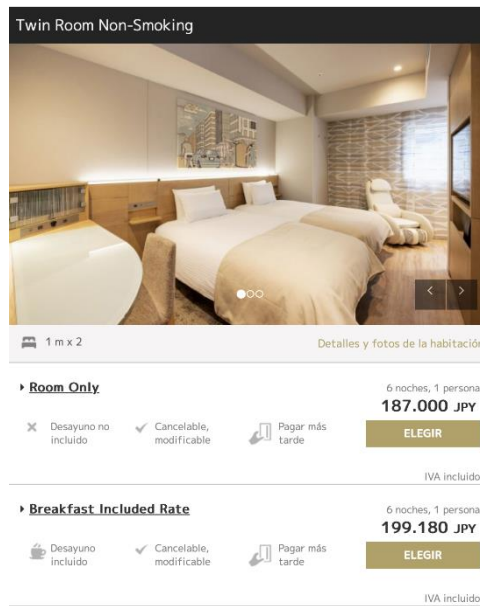 Twin Room Non-Smoking
1 m x 2
Detalles y fotos de la habitación
Room Only
6 noches, 1 persona
187.000 JPY
Desayuno no
incluido
Cancelable,
modificable
Pagar más
tarde
ELEGIR
IVA incluido
Breakfast Included Rate
6 noches, 1 persona
199.180 JPY
Desayuno
incluido
Cancelable,
modificable
Pagar más
tarde
ELEGIR
IVA incluido